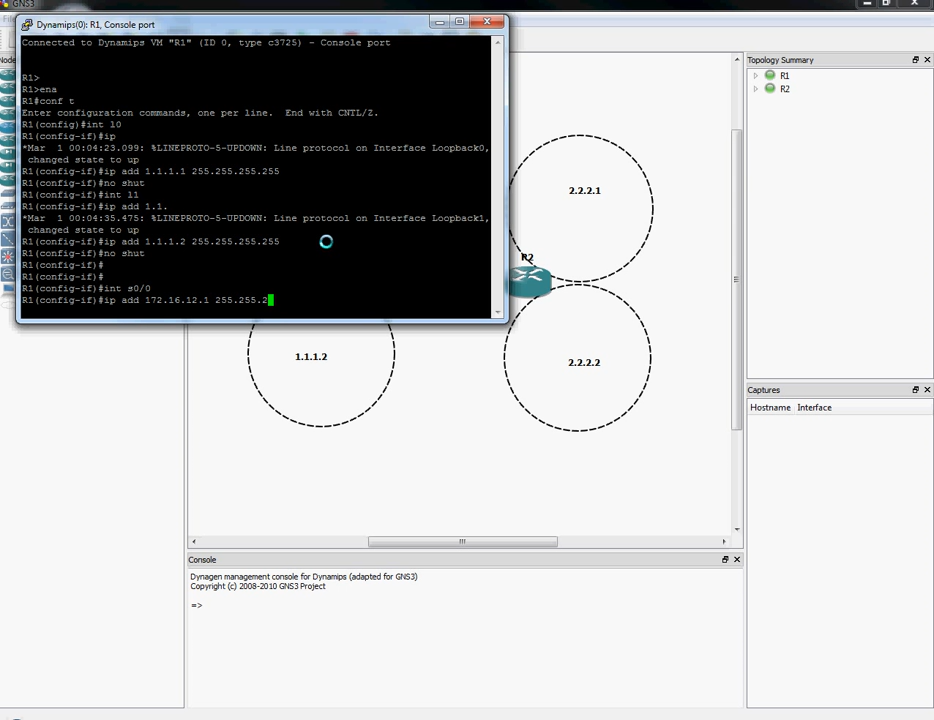 GNS3
Dynamips(0): R1, Console port
Connected to Dynamips VM "R1" (ID 0, type c3725) - Console port
R1>
R1>ena
R1#conf t
Enter configuration commands, one per line.  End with CNTL/Z.
R1(config)#int l0
R1(config-if)#ip
*Mar  1 00:04:23.099: %LINEPROTO-5-UPDOWN: Line protocol on Interface Loopback0,
changed state to up
R1(config-if)#ip add 1.1.1.1 255.255.255.255
R1(config-if)#no shut
R1(config-if)#int l1
R1(config-if)#ip add 1.1.
*Mar  1 00:04:35.475: %LINEPROTO-5-UPDOWN: Line protocol on Interface Loopback1,
changed state to up
R1(config-if)#ip add 1.1.1.2 255.255.255.255
R1(config-if)#no shut
R1(config-if)#
R1(config-if)#
R1(config-if)#int s0/0
R1(config-if)#ip add 172.16.12.1 255.255.2
2.2.2.1
R2
1.1.1.2
2.2.2.2
Topology Summary
R1
R2
Captures
Hostname Interface
Console
Dynagen management console for Dynamips (adapted for GNS3)
Copyright (c) 2008-2010 GNS3 Project
=>